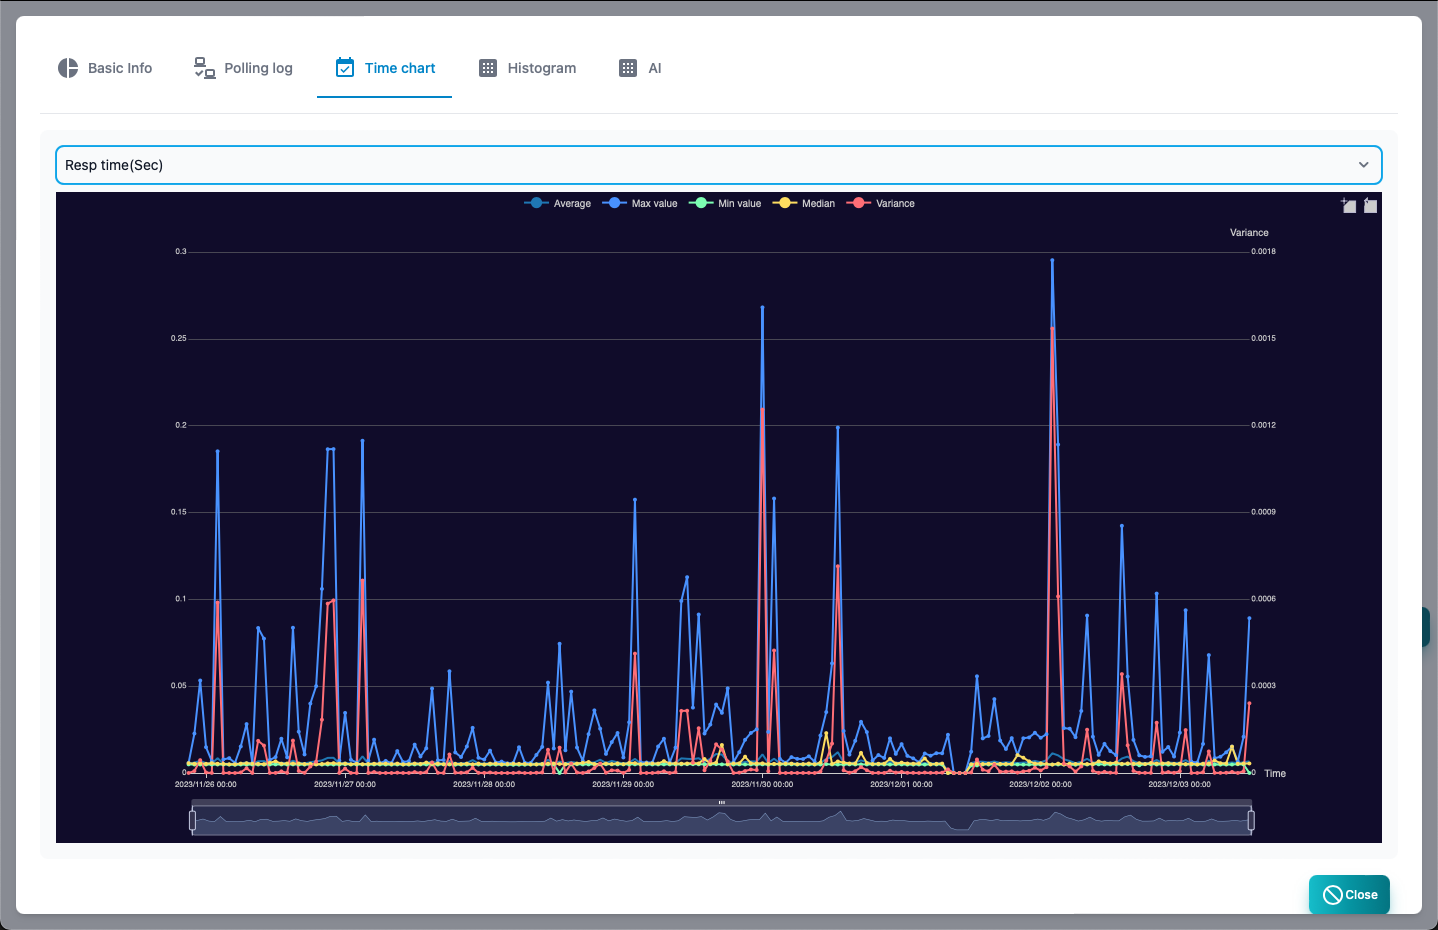 Basic Info
Polling log
Time chart
Histogram
AI
Resp time(Sec)
Average
Max value
Min value
Median
Variance
Variance
0.3
0.0018
0.25
0.0015
0.2
0.0012
0.15
0.0009
0.1
0.0006
0.05
0.0003
0
0
Time
2023/11/26 00:00
2023/11/27 00:00
2023/11/28 00:00
2023/11/29 00:00
2023/11/30 00:00
2023/12/01 00:00
2023/12/02 00:00
2023/12/03 00:00
Close